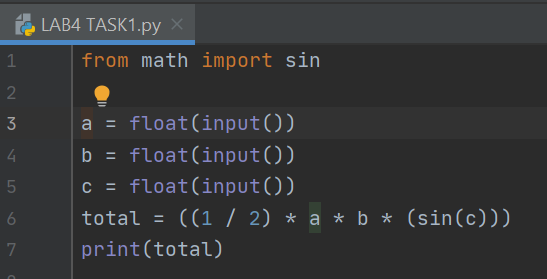 LAB4 TASK1.py
1 from math import sin
2
3 a = float(input())
4 b = float(input())
5 c = float(input())
6 total = ((1 / 2) * a * b * (sin(c)))
7 print(total)